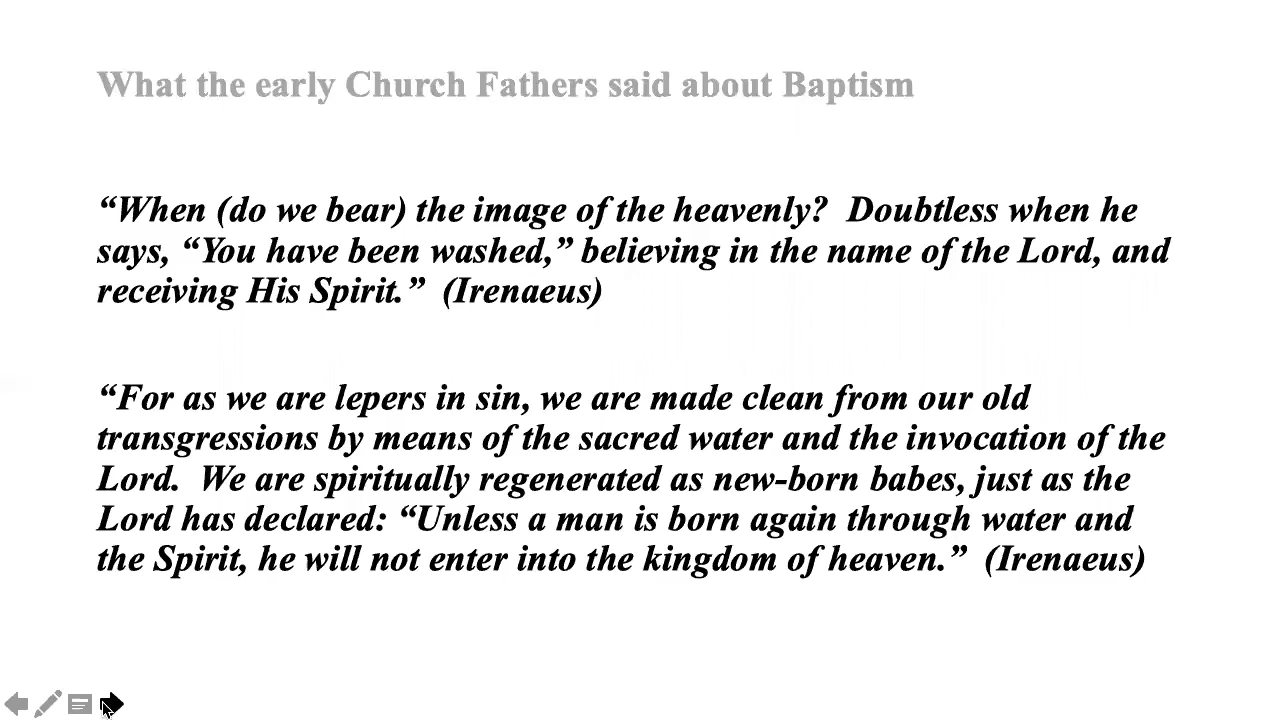 What the early Church Fathers said about Baptism
“When (do we bear) the image of the heavenly?  Doubtless when he
says, “You have been washed,” believing in the name of the Lord, and
receiving His Spirit.”  (Irenaeus)
“For as we are lepers in sin, we are made clean from our old
transgressions by means of the sacred water and the invocation of the
Lord.  We are spiritually regenerated as new-born babes, just as the
Lord has declared: “Unless a man is born again through water and
the Spirit, he will not enter into the kingdom of heaven.”  (Irenaeus)